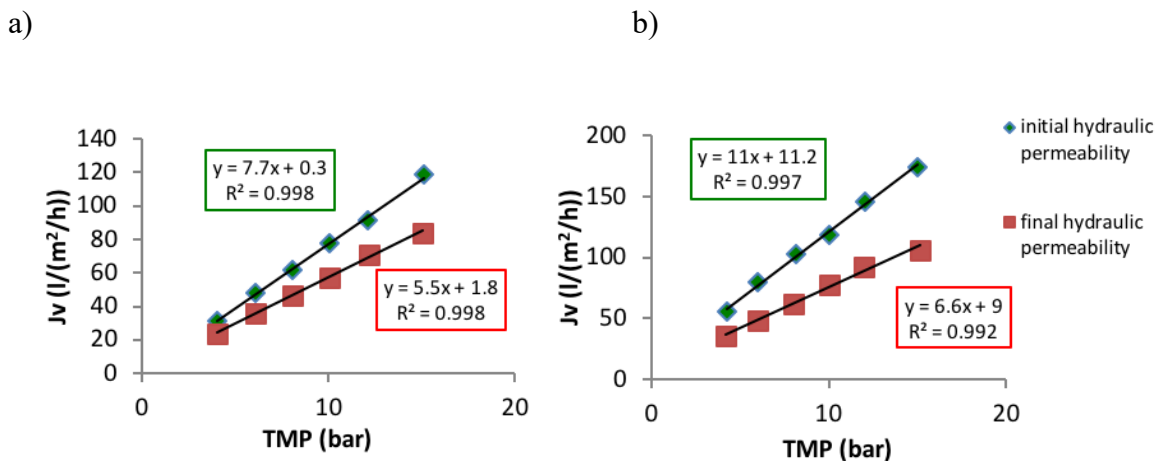 a)
b)
140
120
100
80
60
40
20
0
Jv (l/(m²/h))
y = 7.7x + 0.3
R² = 0.998
y = 5.5x + 1.8
R² = 0.998
0
10
20
TMP (bar)
200
150
100
50
0
Jv (l/(m²/h))
y = 11x + 11.2
R² = 0.997
y = 6.6x + 9
R² = 0.992
0
10
20
TMP (bar)
initial hydraulic
permeability
final hydraulic
permeability